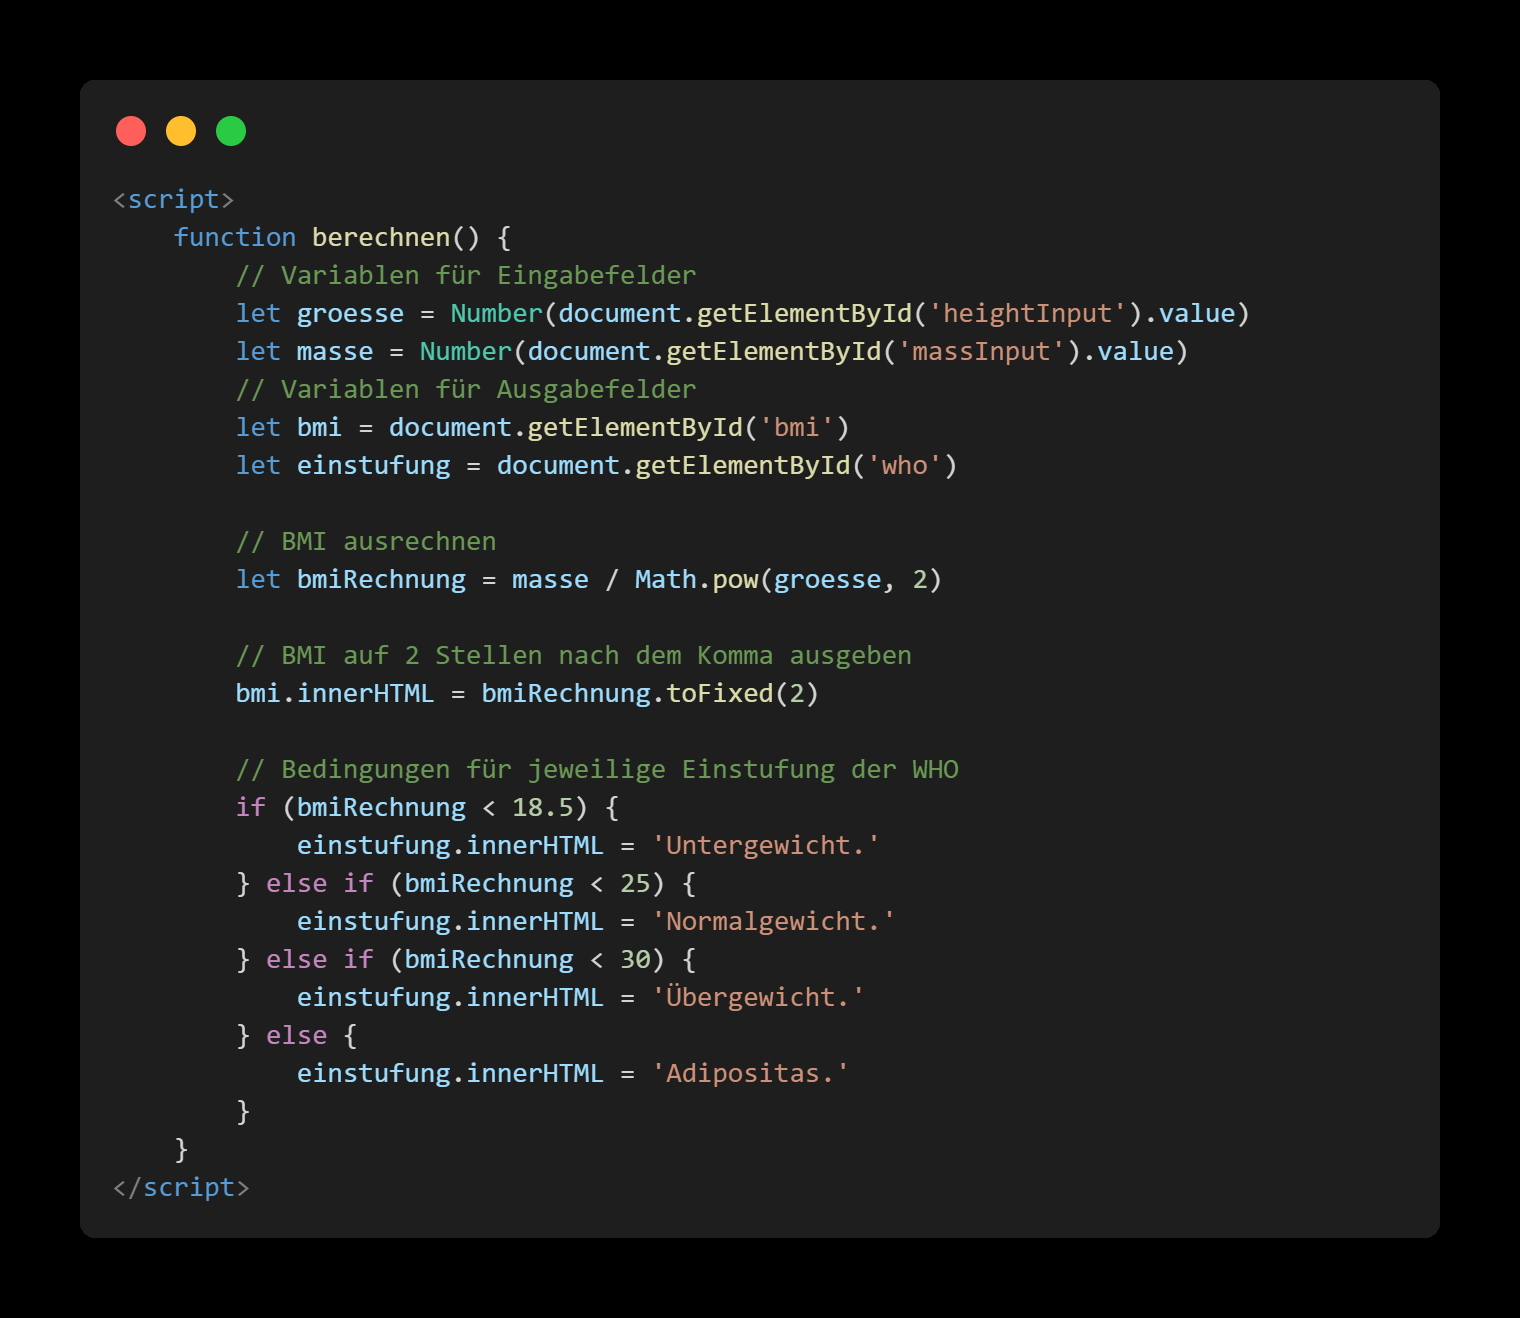 <script>
    function berechnen() {
        // Variablen für Eingabefelder
        let groesse = Number(document.getElementById('heightInput').value)
        let masse = Number(document.getElementById('massInput').value)
        // Variablen für Ausgabefelder
        let bmi = document.getElementById('bmi')
        let einstufung = document.getElementById('who')

        // BMI ausrechnen
        let bmiRechnung = masse / Math.pow(groesse, 2)

        // BMI auf 2 Stellen nach dem Komma ausgeben
        bmi.innerHTML = bmiRechnung.toFixed(2)

        // Bedingungen für jeweilige Einstufung der WHO
        if (bmiRechnung < 18.5) {
            einstufung.innerHTML = 'Untergewicht.'
        } else if (bmiRechnung < 25) {
            einstufung.innerHTML = 'Normalgewicht.'
        } else if (bmiRechnung < 30) {
            einstufung.innerHTML = 'Übergewicht.'
        } else {
            einstufung.innerHTML = 'Adipositas.'
        }
    }
</script>